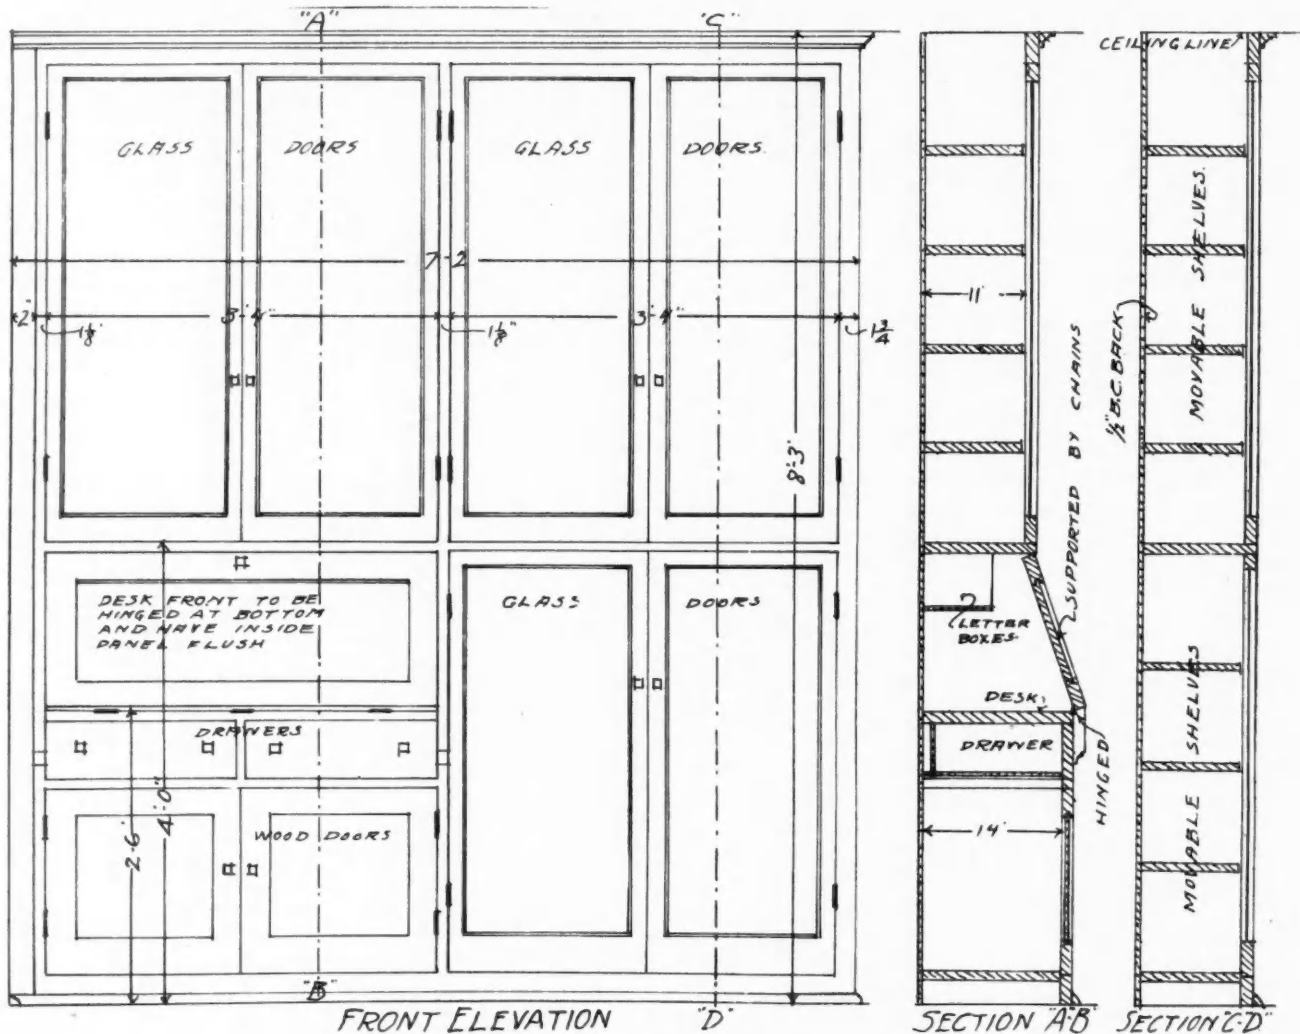 "A"
"C"
CEILING LINE
GLASS
DOORS
GLASS
DOORS.
7-2
2"
1 1/8
3'-4"
1 1/8"
3'-4"
1 3/4
8'-3"
11"
1/2" B.C. BACK
MOVABLE SHELVES.
SUPPORTED BY CHAINS
DESK FRONT TO BE
HINGED AT BOTTOM
AND HAVE INSIDE
PANEL FLUSH
GLASS
DOORS
LETTER
BOXES
DESK
DRAWERS
DRAWER
HINGED
MOVABLE SHELVES
4'-0"
2-6"
WOOD DOORS
14"
"B"
"D"
FRONT ELEVATION
SECTION "A-B"
SECTION "C-D"